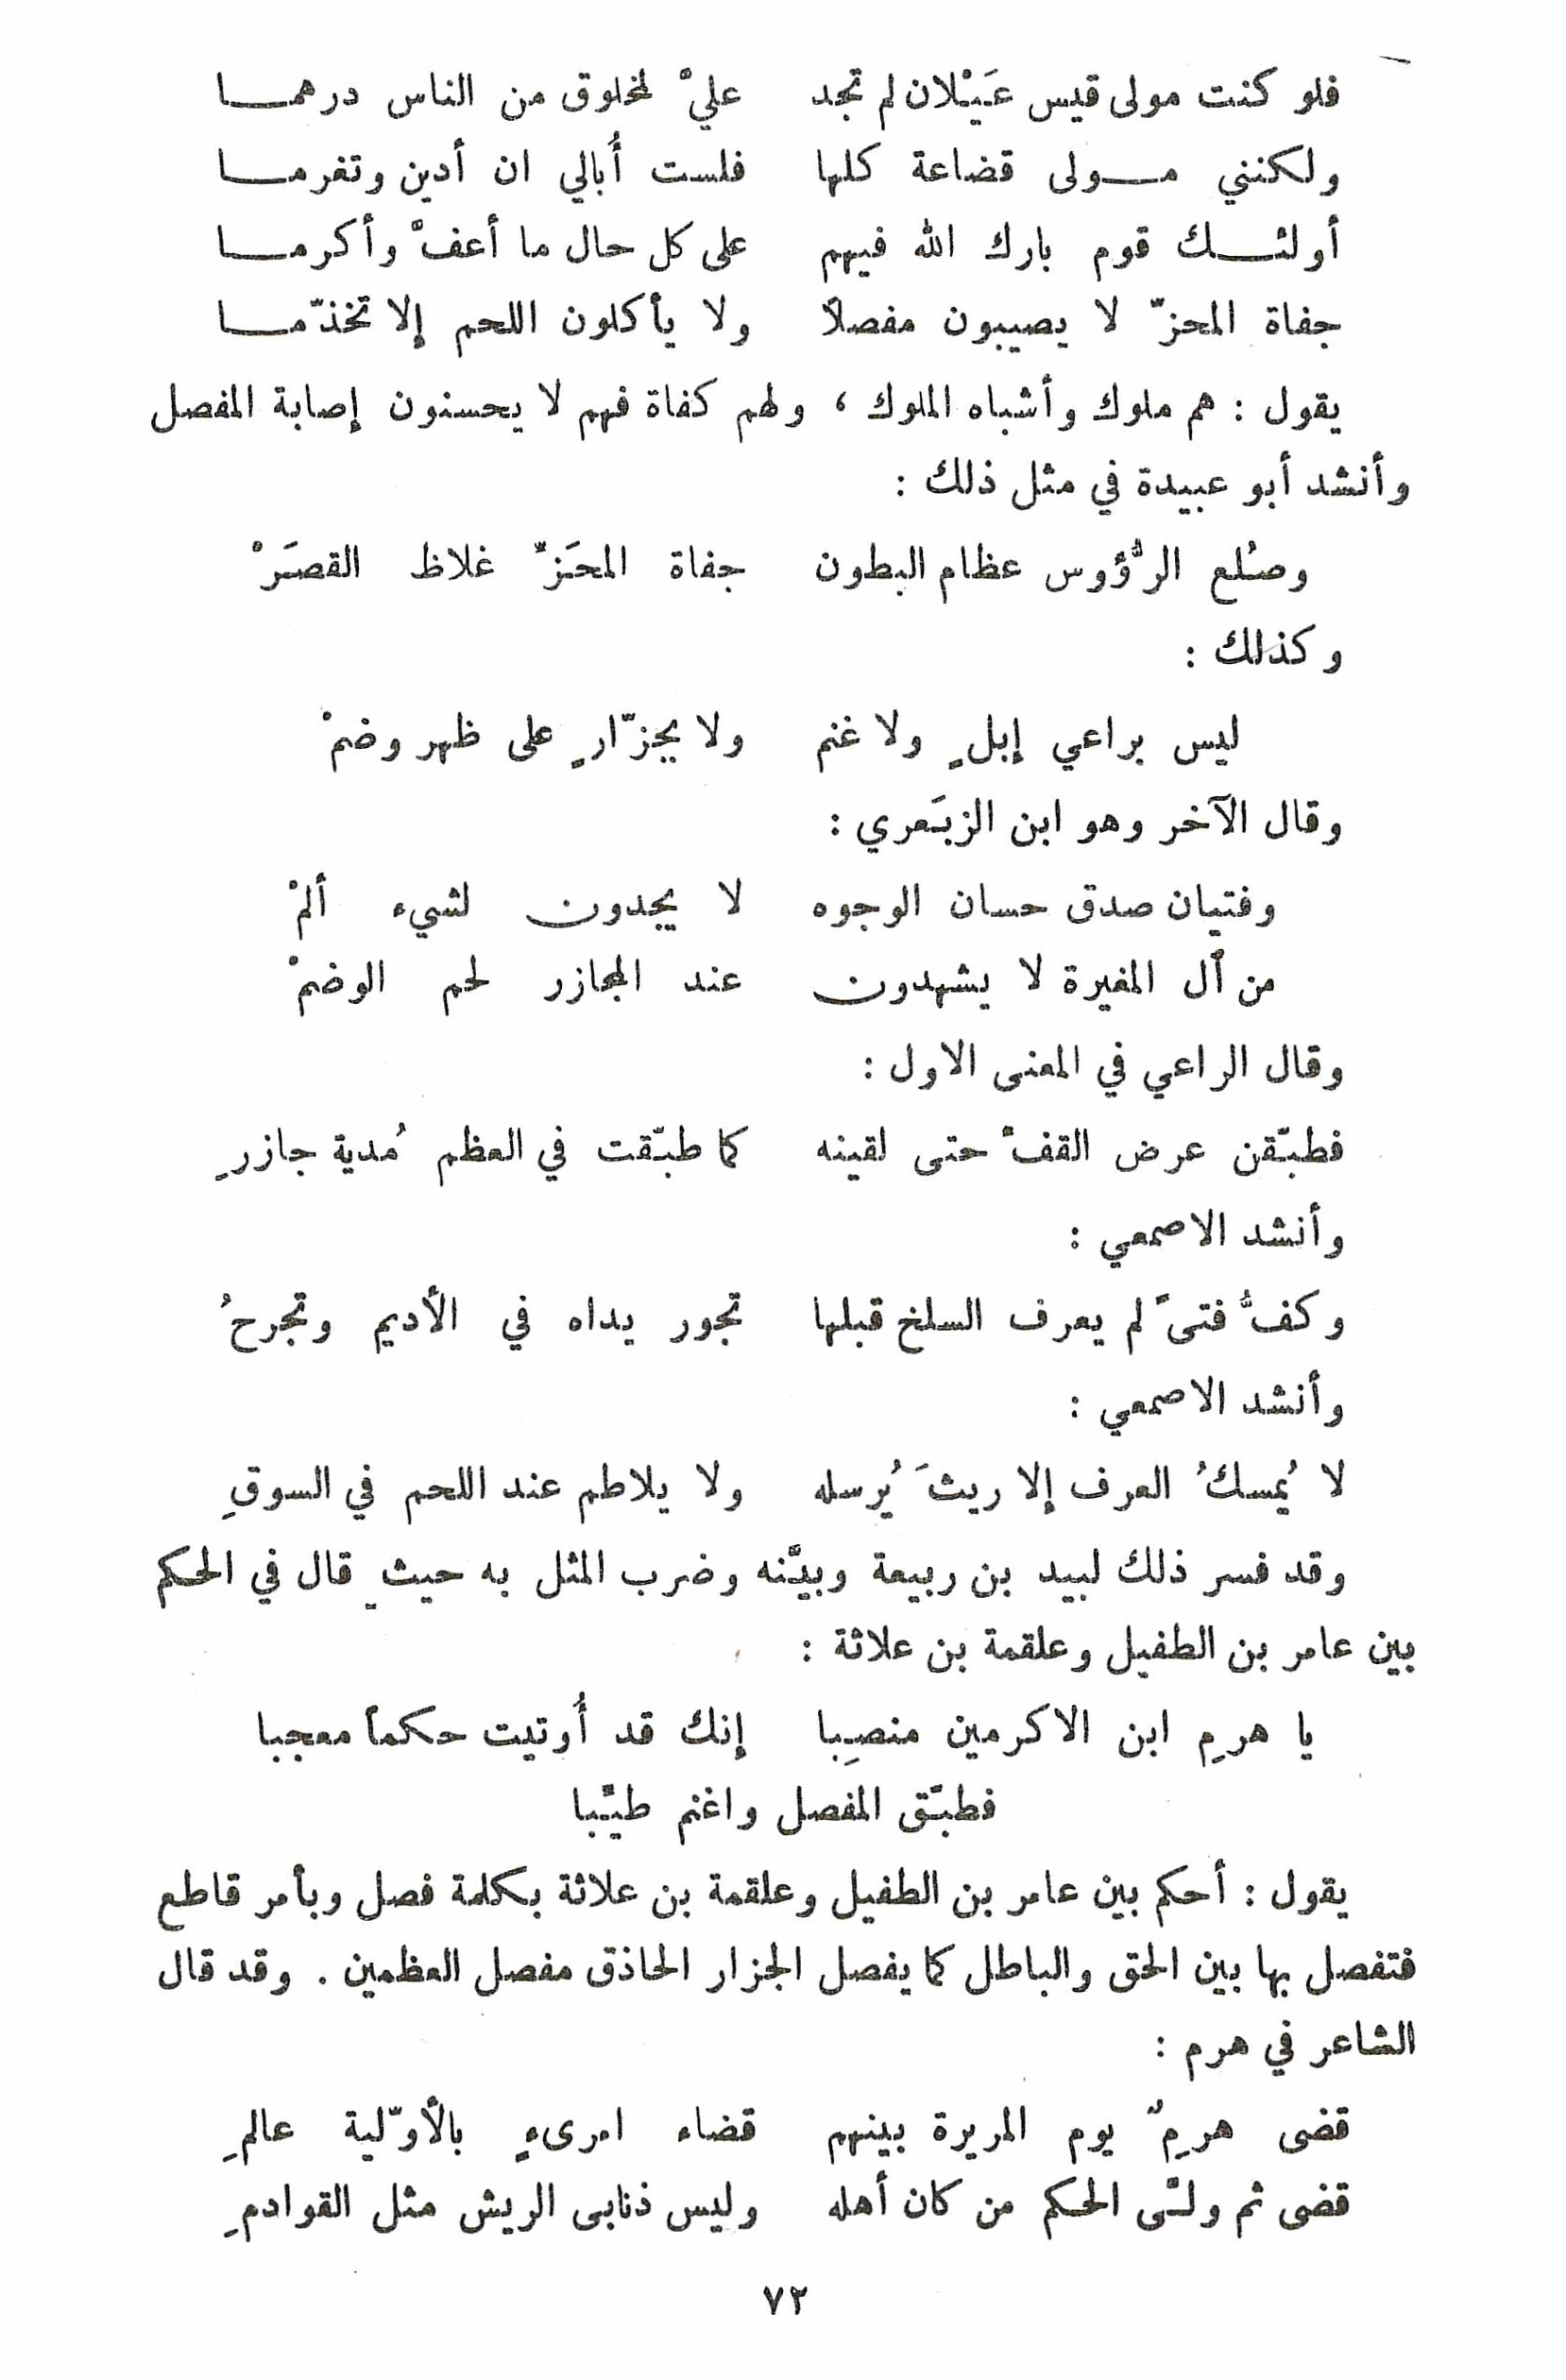 فلو كنت مولى قيس عَيْلان لم تجد    عليّ لمخلوق من الناس درهما
ولكنني مولى قضاعة كلها    فلست أُبالي ان أدين وتغرما
أولئك قوم بارك الله فيهم    على كل حال ما أعفّ وأكرما
جفاة المحزّ لا يصيبون مفصلاً    ولا يأكلون اللحم إلا تخذّما
يقول : هم ملوك وأشباه الملوك ، ولهم كفاة فهم لا يحسنون إصابة المفصل
وأنشد أبو عبيدة في مثل ذلك :
وصُلع الرُّؤوس عظام البطون    جفاة المحَزّ غلاظ القصَرْ
وكذلك :
ليس براعي إبلٍ ولا غنم    ولا بجزّارٍ على ظهر وضمْ
وقال الآخر وهو ابن الزبَعري :
وفتيان صدق حسان الوجوه    لا يجدون لشيء ألمْ
من آل المغيرة لا يشهدون    عند المجازر لحم الوضمْ
وقال الراعي في المعنى الاول :
فطبّقن عرض القفّ حتى لقينه    كما طبّقت في العظم مُدية جازرِ
وأنشد الاصمعي :
وكفُّ فتىً لم يعرف السلخ قبلها    تجور يداه في الأديم وتجرحُ
وأنشد الاصمعي :
لا يُمسكُ العرف إلا ريثَ يُرسله    ولا يلاطم عند اللحم في السوقِ
وقد فسر ذلك لبيد بن ربيعة وبيَّنه وضرب المثل به حيث قال في الحكم
بين عامر بن الطفيل وعلقمة بن علاثة :
يا هرِم ابن الاكرمين منصِبا    إنك قد أُوتيت حكماً معجبا
فطبّق المفصل واغنم طيّبا
يقول : أحكم بين عامر بن الطفيل وعلقمة بن علاثة بكلمة فصل وبأمر قاطع
فتفصل بها بين الحق والباطل كما يفصل الجزار الحاذق مفصل العظمين . وقد قال
الشاعر في هرم :
قضى هرِمٌ يوم المريرة بينهم    قضاء امرىءٍ بالأوّلية عالمِ
قضى ثم ولّى الحكم من كان أهله    وليس ذنابى الريش مثل القوادمِ
٧٢